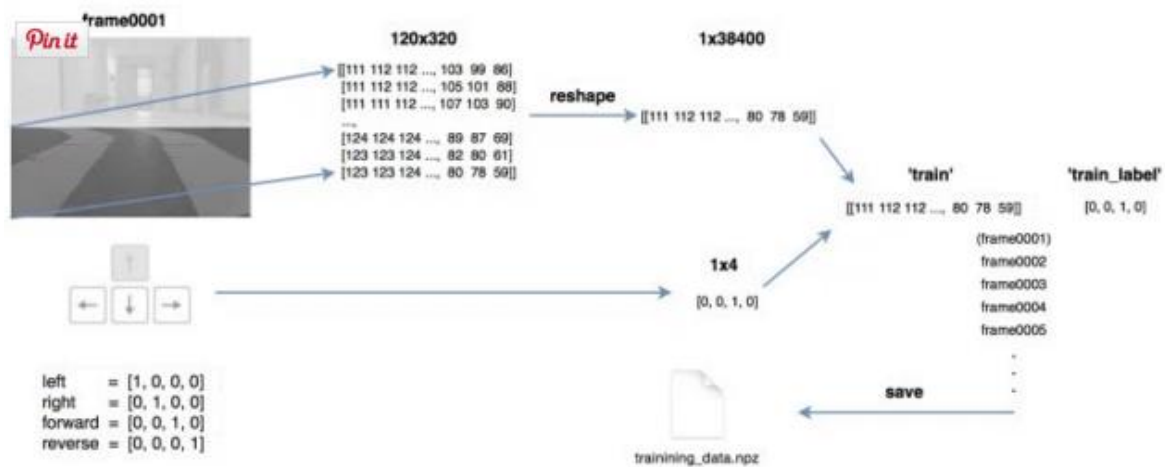 frame0001
Pin it
120x320
[[111 112 112 ..., 103 99 86]
[111 112 112 ..., 105 101 88]
[111 111 112 ..., 107 103 90]
...,
[124 124 124 ..., 89 87 69]
[123 123 124 ..., 82 80 61]
[123 123 124 ..., 80 78 59]]
reshape
1x38400
[[111 112 112 ..., 80 78 59]]
'train'
'train_label'
[[111 112 112 ..., 80 78 59]]
[0, 0, 1, 0]
(frame0001)
frame0002
frame0003
frame0004
frame0005
.
.
.
1x4
[0, 0, 1, 0]
left = [1, 0, 0, 0]
right = [0, 1, 0, 0]
forward = [0, 0, 1, 0]
reverse = [0, 0, 0, 1]
save
trainining_data.npz